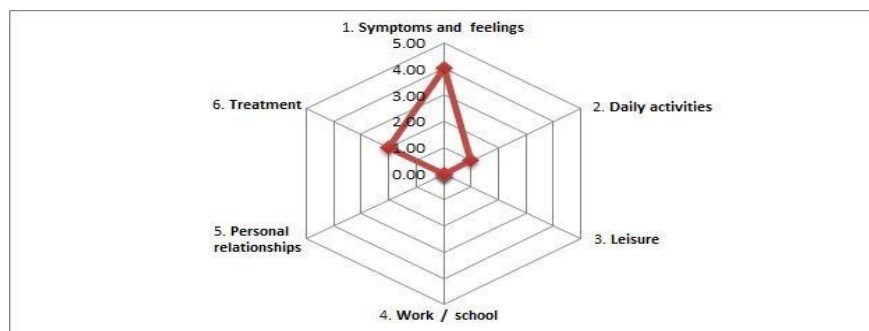 1. Symptoms and feelings
5.00
4.00
3.00
2.00
1.00
0.00
2. Daily activities
3. Leisure
4. Work / school
5. Personal
relationships
6. Treatment